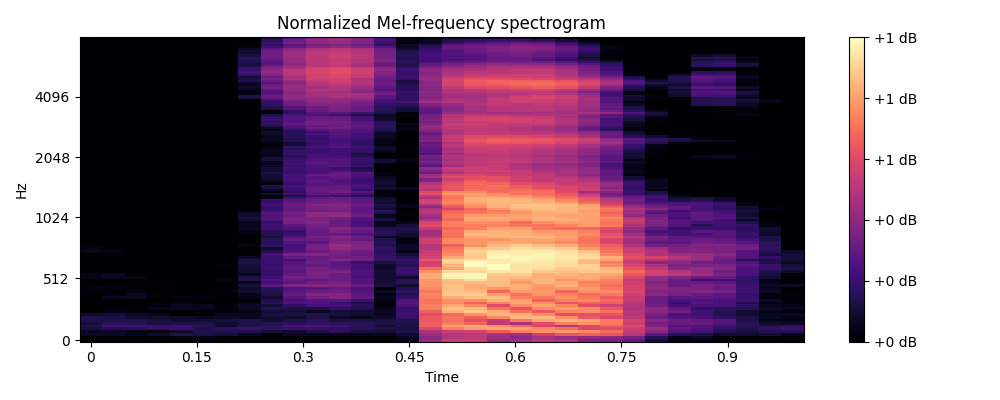 Normalized Mel-frequency spectrogram
+1 dB
4096
+1 dB
2048
+1 dB
Hz
1024
+0 dB
512
+0 dB
0
+0 dB
0 0.15 0.3 0.45 0.6 0.75 0.9
Time